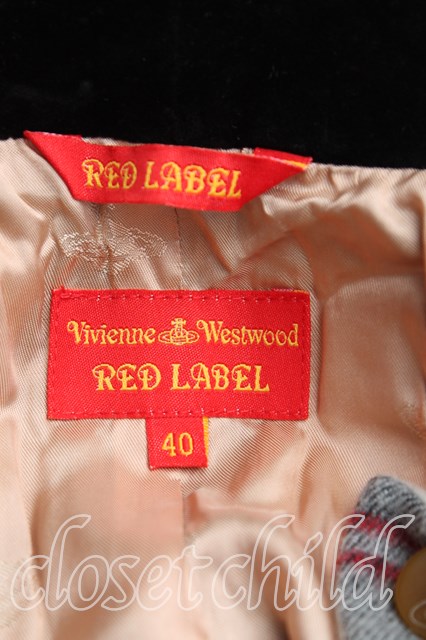 RED LABEL
Vivienne Westwood
RED LABEL
40
closetchild